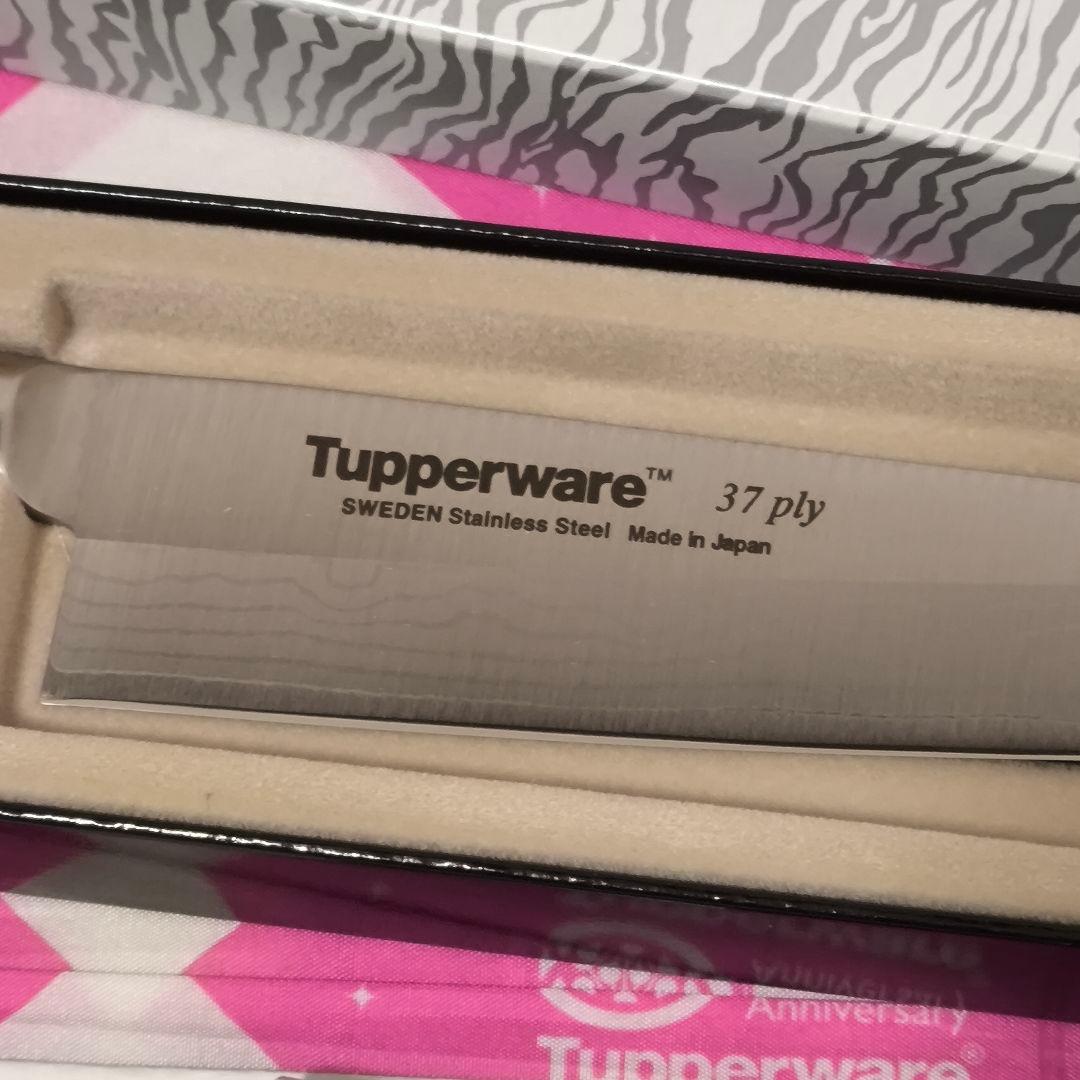 Tupperware™ 37 ply
SWEDEN Stainless Steel Made in Japan
Anniversary
Tupperware®